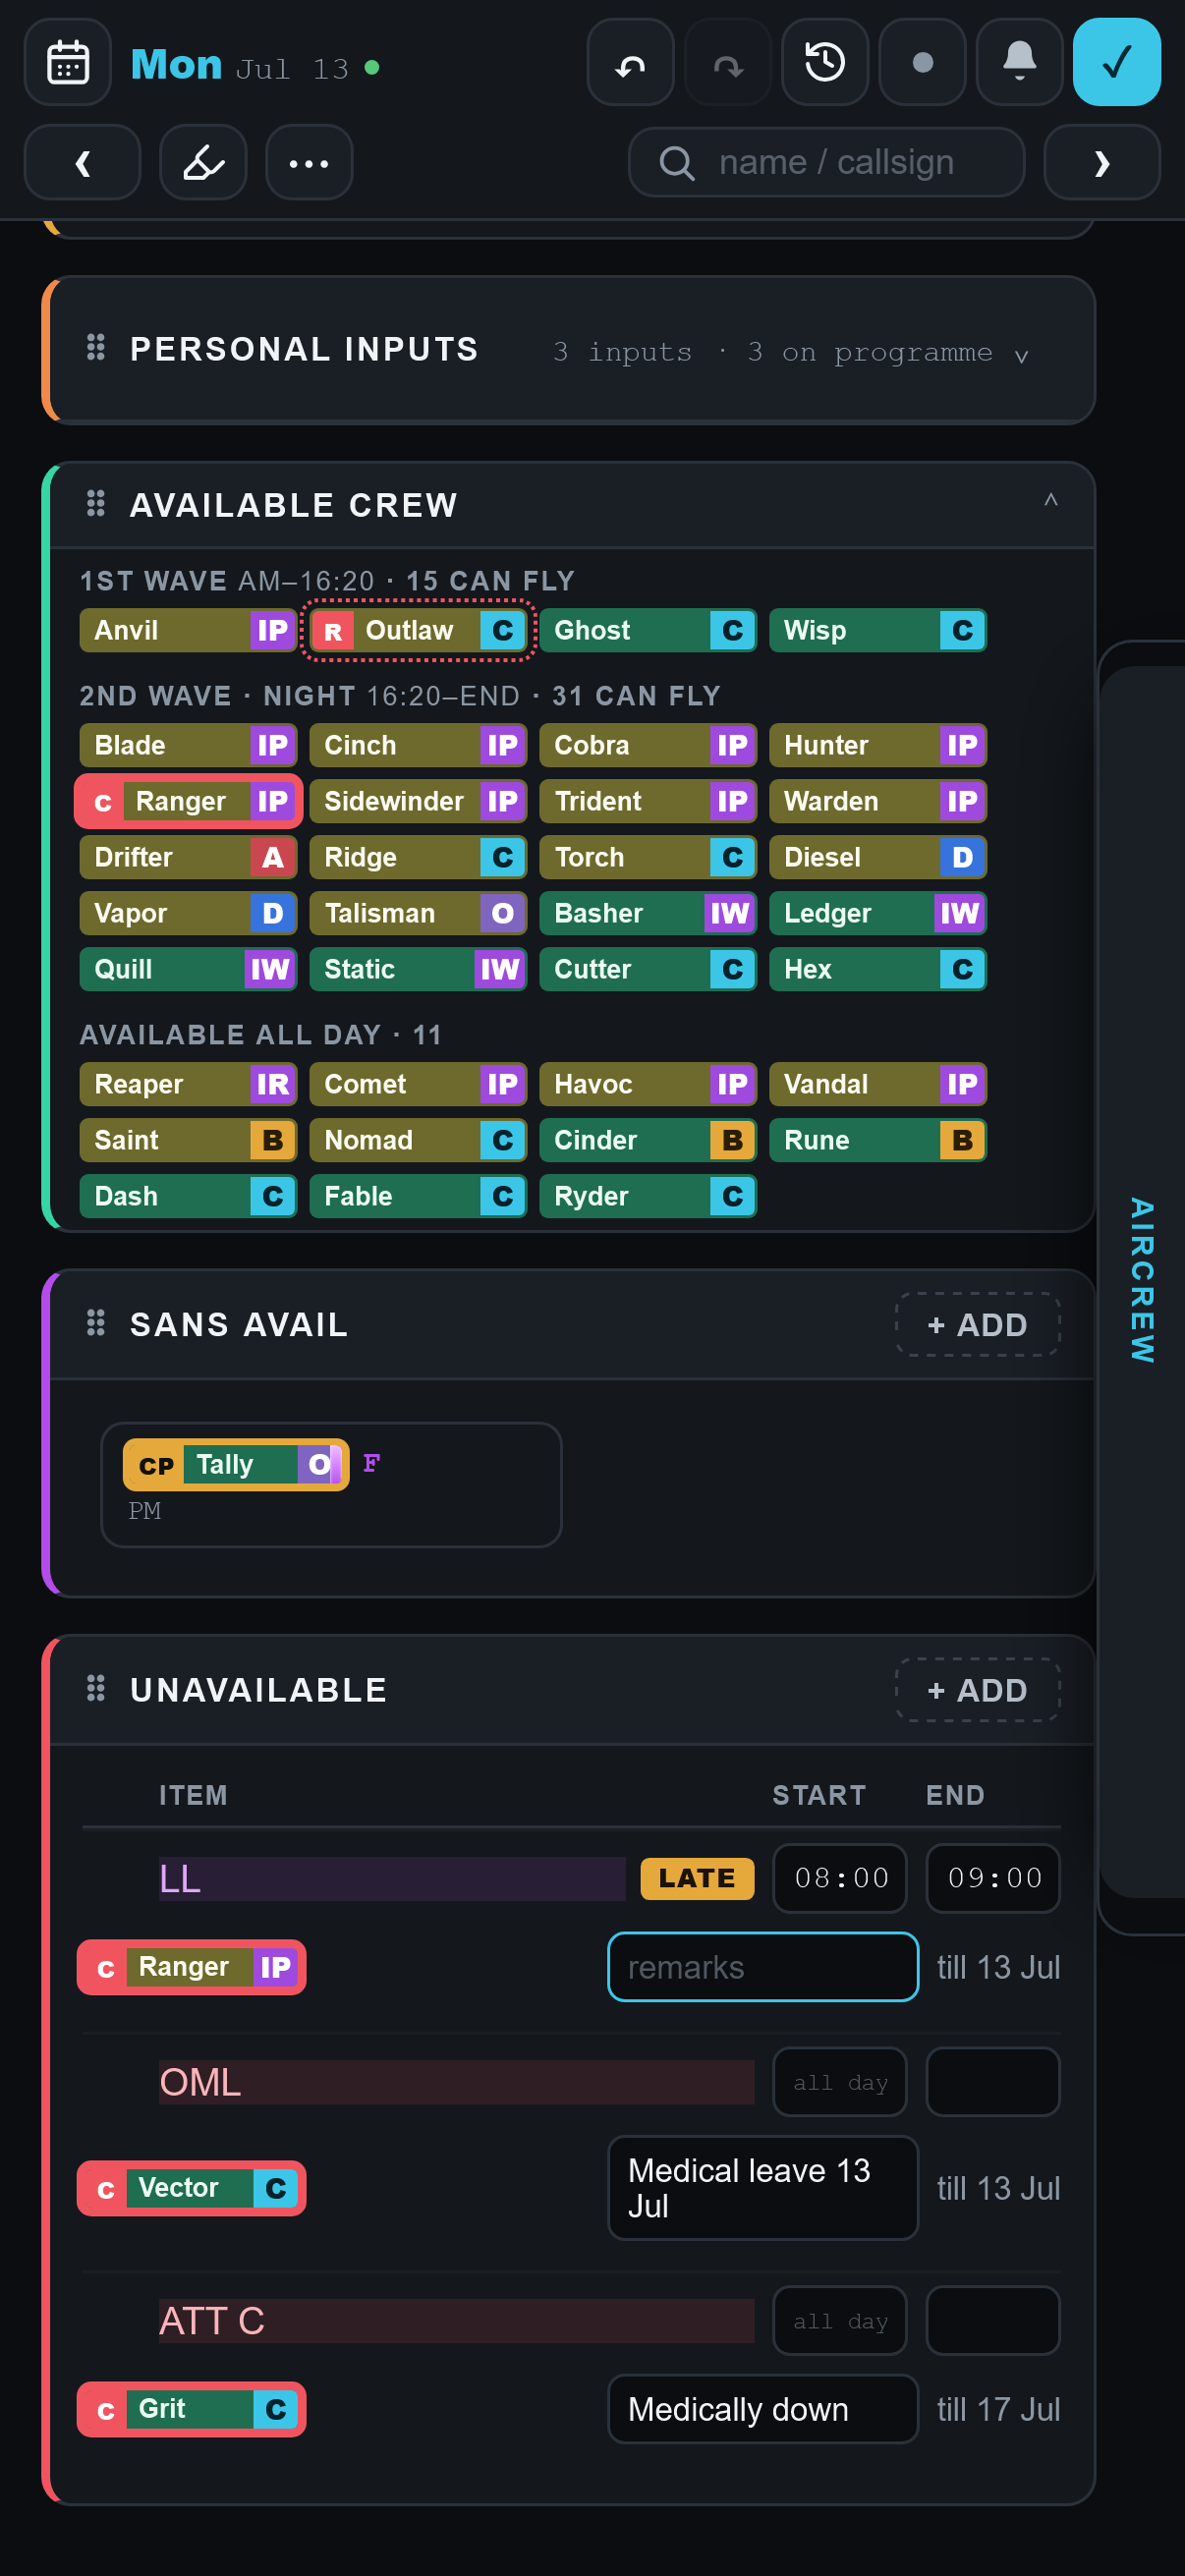 Mon Jul 13
name / callsign
PERSONAL INPUTS 3 inputs · 3 on programme
AVAILABLE CREW
1ST WAVE AM–16:20 · 15 CAN FLY
Anvil IP R Outlaw C Ghost C Wisp C
2ND WAVE · NIGHT 16:20–END · 31 CAN FLY
Blade IP Cinch IP Cobra IP Hunter IP
C Ranger IP Sidewinder IP Trident IP Warden IP
Drifter A Ridge C Torch C Diesel D
Vapor D Talisman O Basher IW Ledger IW
Quill IW Static IW Cutter C Hex C
AVAILABLE ALL DAY · 11
Reaper IR Comet IP Havoc IP Vandal IP
Saint B Nomad C Cinder B Rune B
Dash C Fable C Ryder C
AIRCREW
SANS AVAIL + ADD
CP Tally O F
PM
UNAVAILABLE + ADD
ITEM START END
LL LATE 08:00 09:00
C Ranger IP remarks till 13 Jul
OML all day
C Vector C Medical leave 13
Jul
till 13 Jul
ATT C all day
C Grit C Medically down till 17 Jul